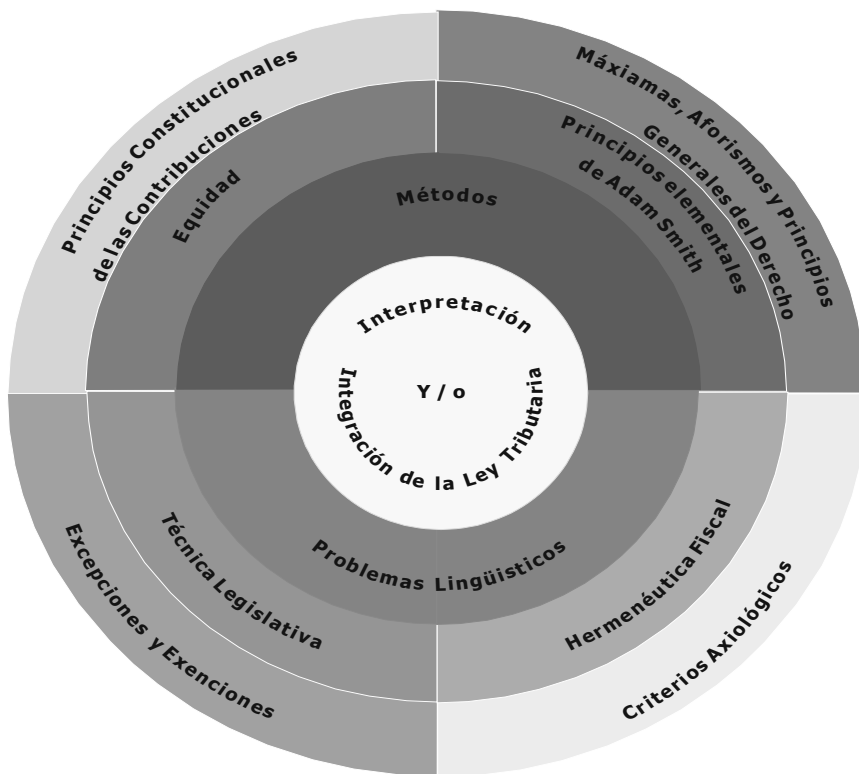 Principios Constitucionales
de las Contribuciones
Equidad
Máxiamas, Aforismos y Principios
Generales del Derecho
Principios elementales
de Adam Smith
Métodos
Interpretación
Y / o
Integración de la Ley Tributaria
Problemas Lingüisticos
Técnica Legislativa
Excepciones y Exenciones
Hermenéutica Fiscal
Criterios Axiológicos